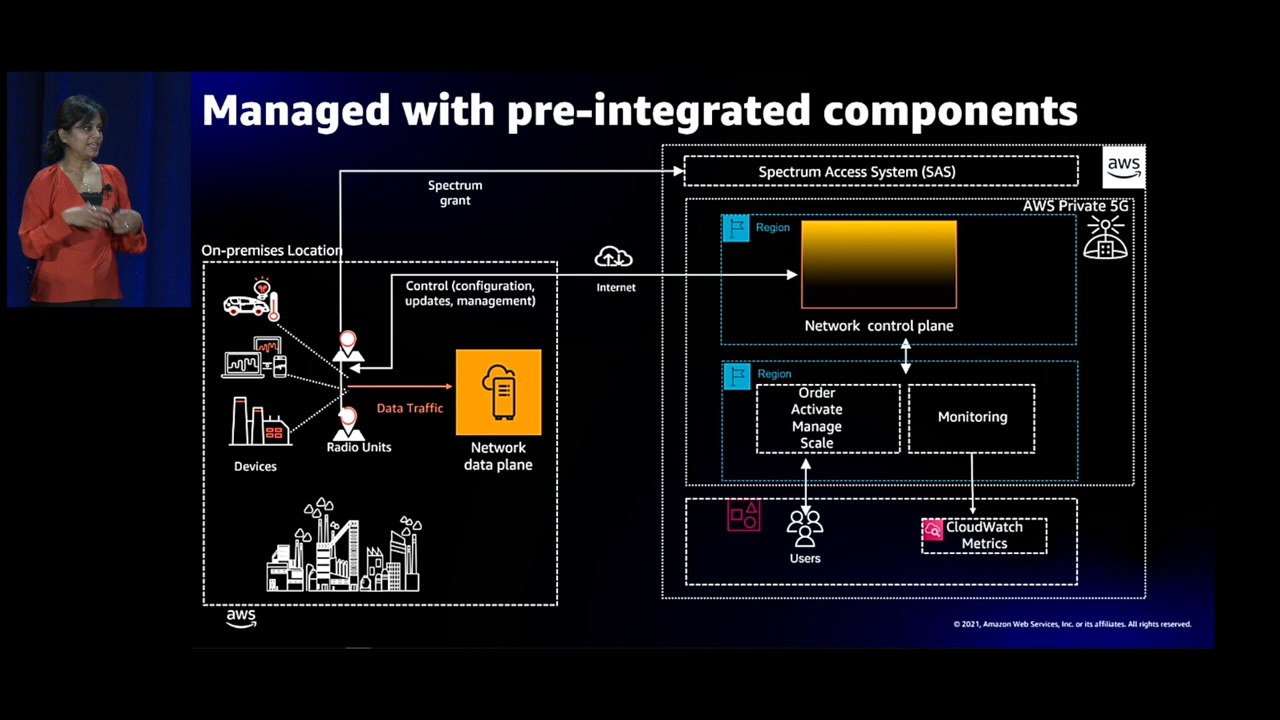 Managed with pre-integrated components
aws
Spectrum Access System (SAS)
Spectrum
grant
AWS Private 5G
Region
On-premises Location
Internet
Control (configuration,
updates, management)
Network control plane
Region
Order
Activate
Manage
Scale
Monitoring
Data Traffic
Radio Units
Network
data plane
Devices
CloudWatch
Metrics
Users
aws
© 2021, Amazon Web Services, Inc. or its affiliates. All rights reserved.